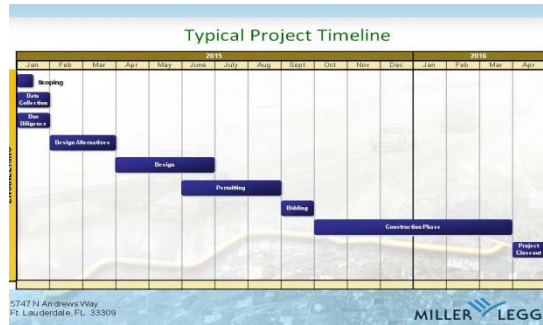 Typical Project Timeline
2015 2016
Jan Feb Mar Apr May June July Aug Sept Oct Nov Dec Jan Feb Mar Apr
Scoping
Data
Collection
Due
Diligence
Design Alternatives
Design
Permitting
Bidding
Construction Phase
Project
Closeout
ENGINEERING
5747 N Andrews Way
Ft. Lauderdale, FL 33309
MILLER LEGG